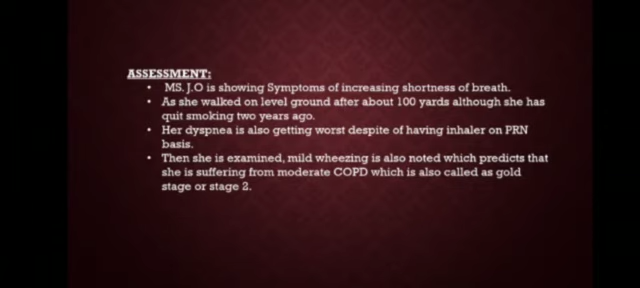 ASSESSMENT:
• MS. J.O is showing Symptoms of increasing shortness of breath.
• As she walked on level ground after about 100 yards although she has
quit smoking two years ago.
• Her dyspnea is also getting worst despite of having inhaler on PRN
basis.
• Then she is examined, mild wheezing is also noted which predicts that
she is suffering from moderate COPD which is also called as gold
stage or stage 2.